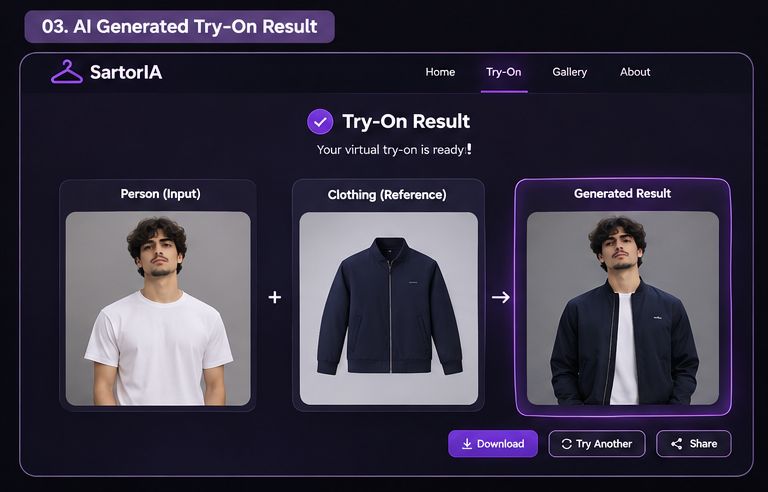 03. AI Generated Try-On Result
SartorIA
Home Try-On Gallery About
Try-On Result
Your virtual try-on is ready!
Person (Input)
Clothing (Reference)
Generated Result
Download
Try Another
Share